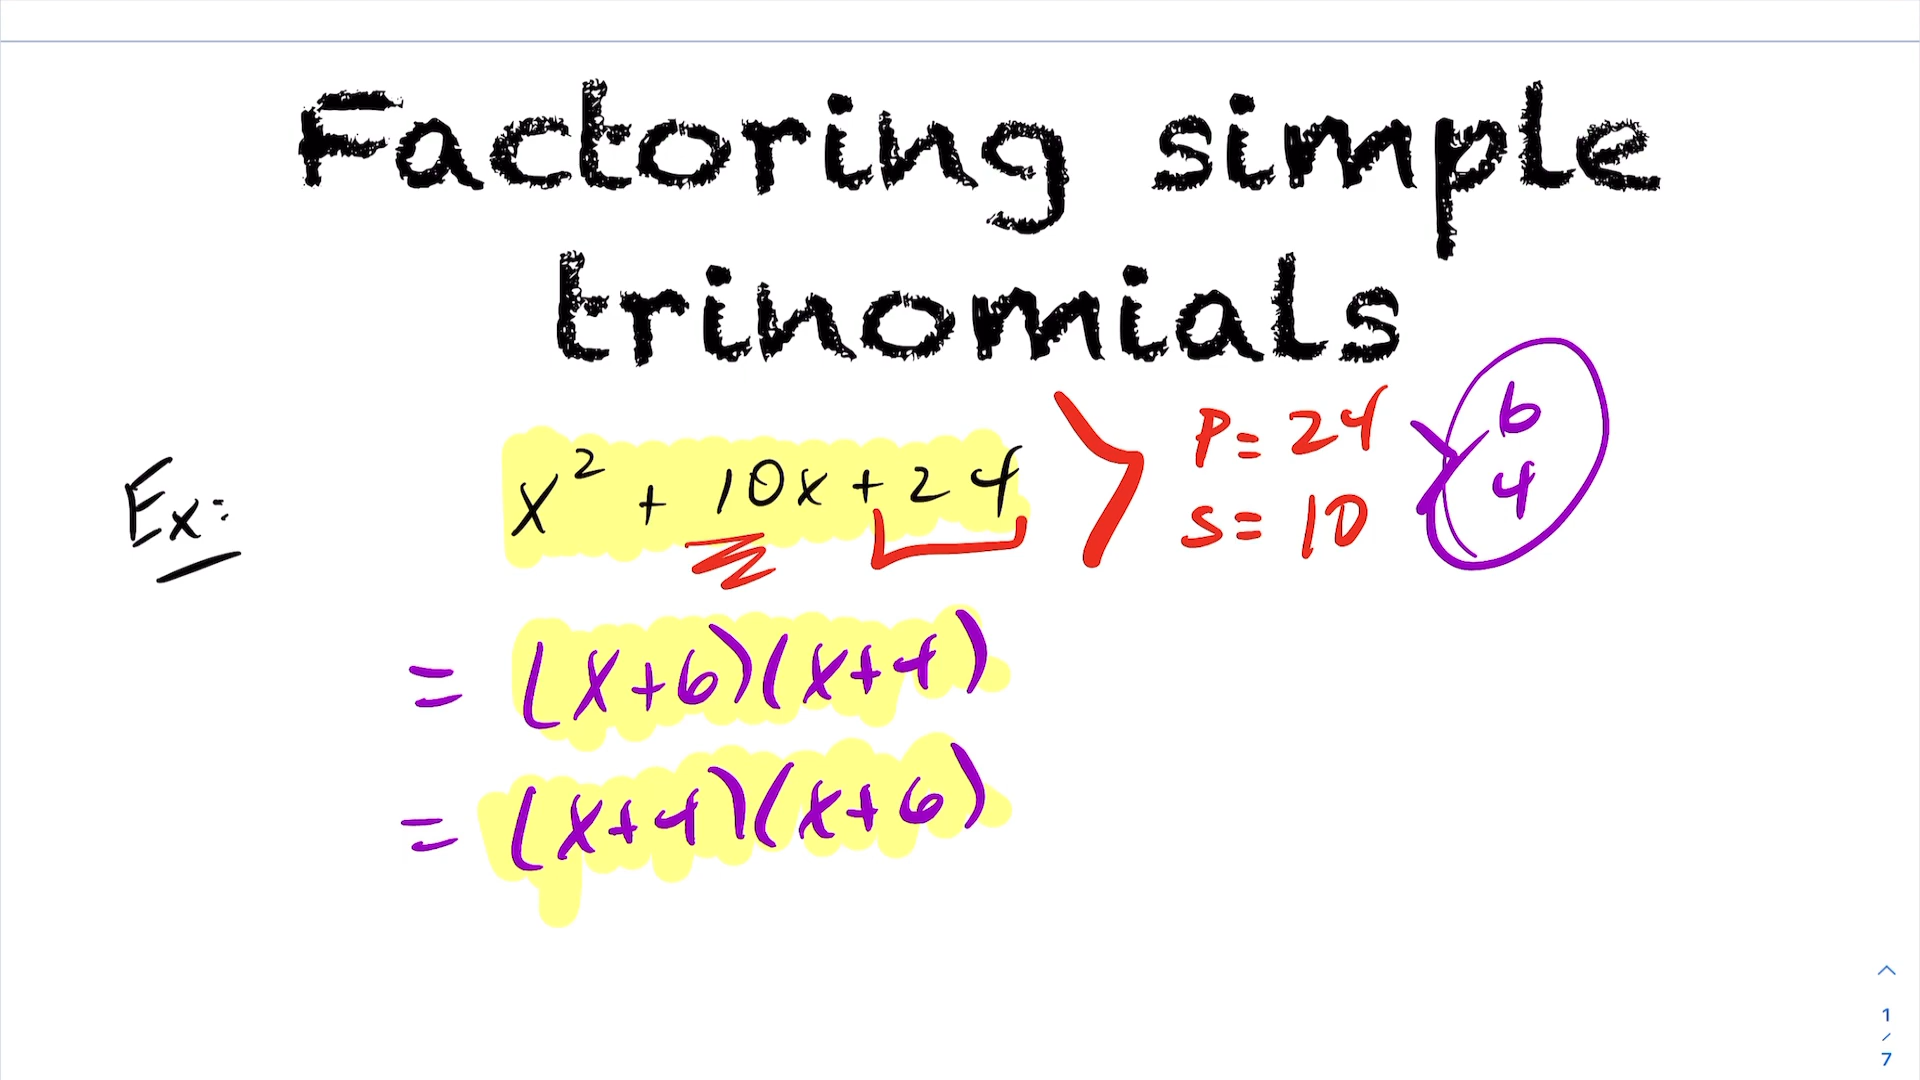 Factoring simple
trinomials
Ex: x² + 10x + 24
P = 24
S = 10
6
4
= (x+6)(x+4)
= (x+4)(x+6)
1
/
7